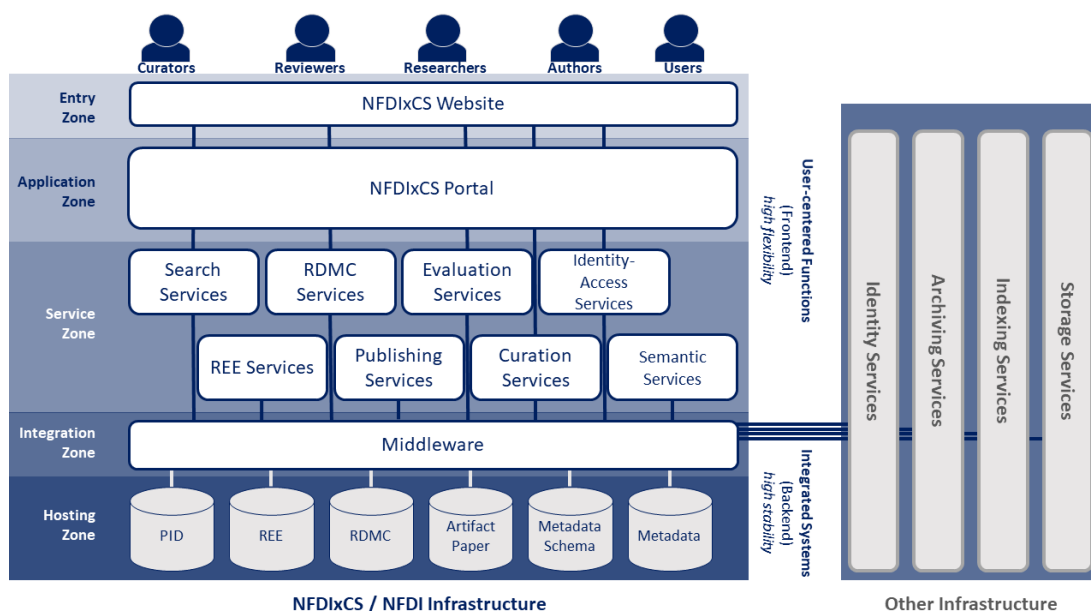 Curators
Reviewers
Researchers
Authors
Users
Entry
Zone
NFDIxCS Website
Application
Zone
NFDIxCS Portal
Service
Zone
Search
Services
RDMC
Services
Evaluation
Services
Identity-
Access
Services
REE Services
Publishing
Services
Curation
Services
Semantic
Services
Integration
Zone
Middleware
Hosting
Zone
PID
REE
RDMC
Artifact
Paper
Metadata
Schema
Metadata
User-centered Functions
(Frontend)
high flexibility
Integrated Systems
(Backend)
high stability
Identity Services
Archiving Services
Indexing Services
Storage Services
NFDIxCS / NFDI Infrastructure
Other Infrastructure